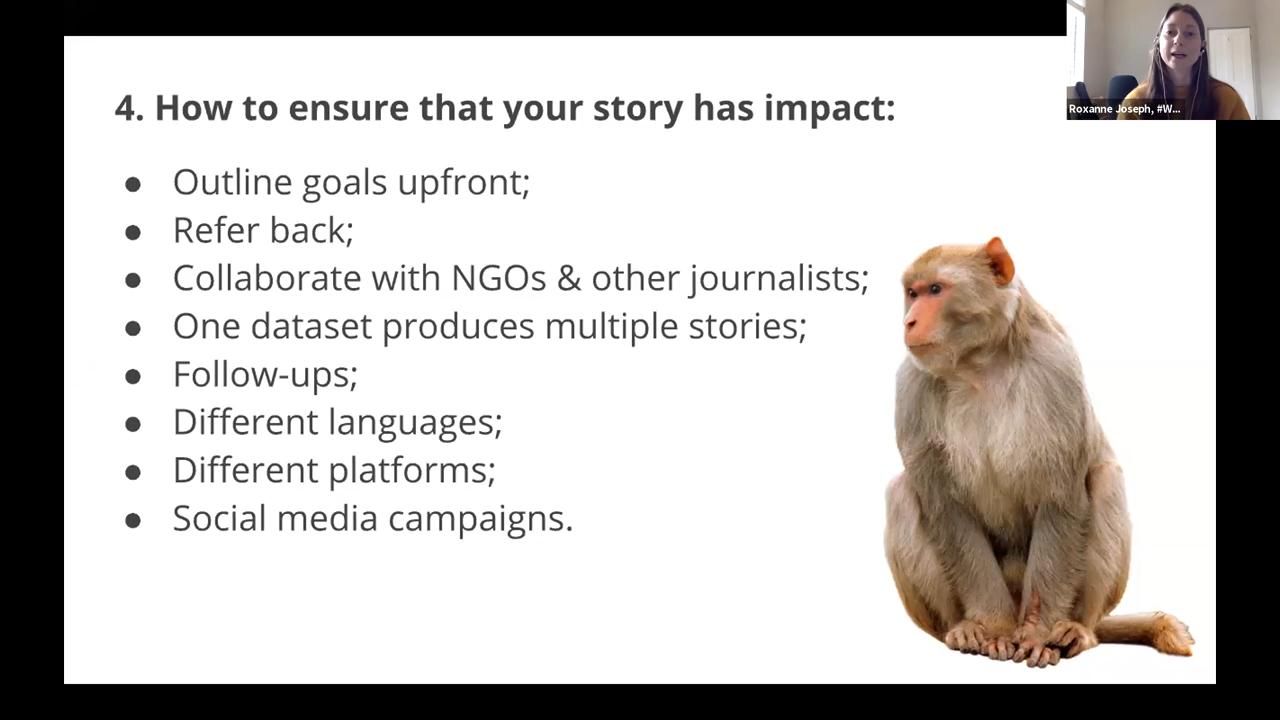 4. How to ensure that your story has impact:
● Outline goals upfront;
● Refer back;
● Collaborate with NGOs & other journalists;
● One dataset produces multiple stories;
● Follow-ups;
● Different languages;
● Different platforms;
● Social media campaigns.
Roxanne Joseph, #W...